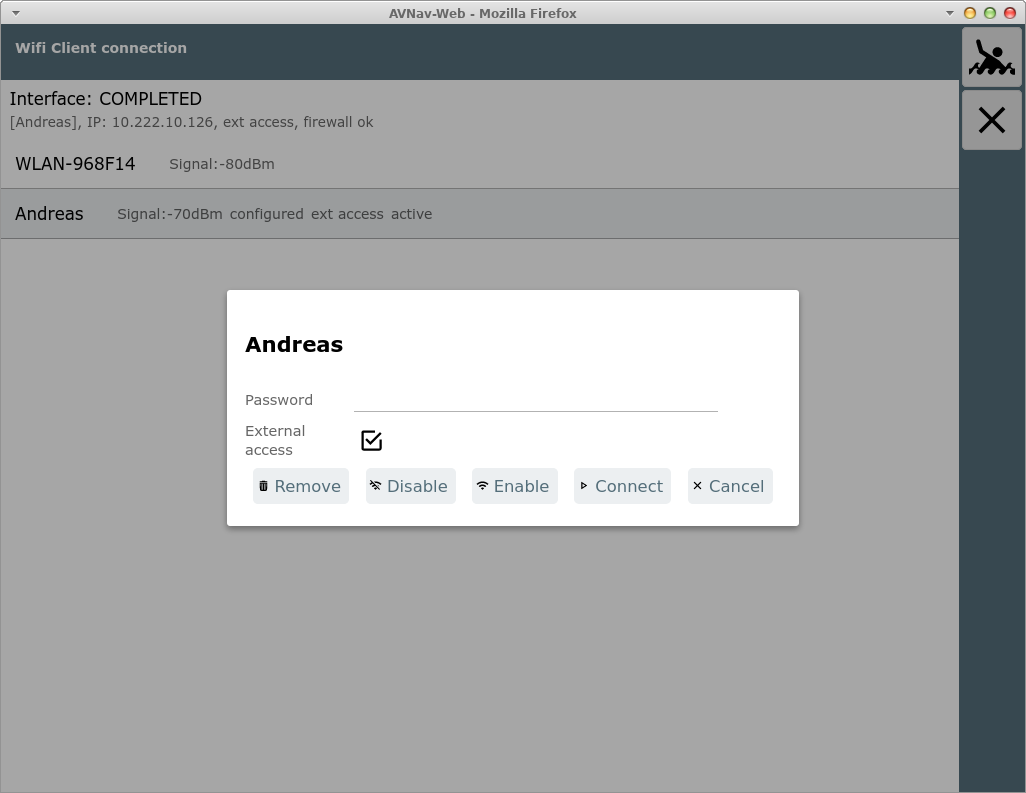 AVNav-Web - Mozilla Firefox
Wifi Client connection
Interface: COMPLETED
[Andreas], IP: 10.222.10.126, ext access, firewall ok
WLAN-968F14 Signal:-80dBm
Andreas Signal:-70dBm configured ext access active
Andreas
Password
External
access
Remove Disable Enable Connect Cancel